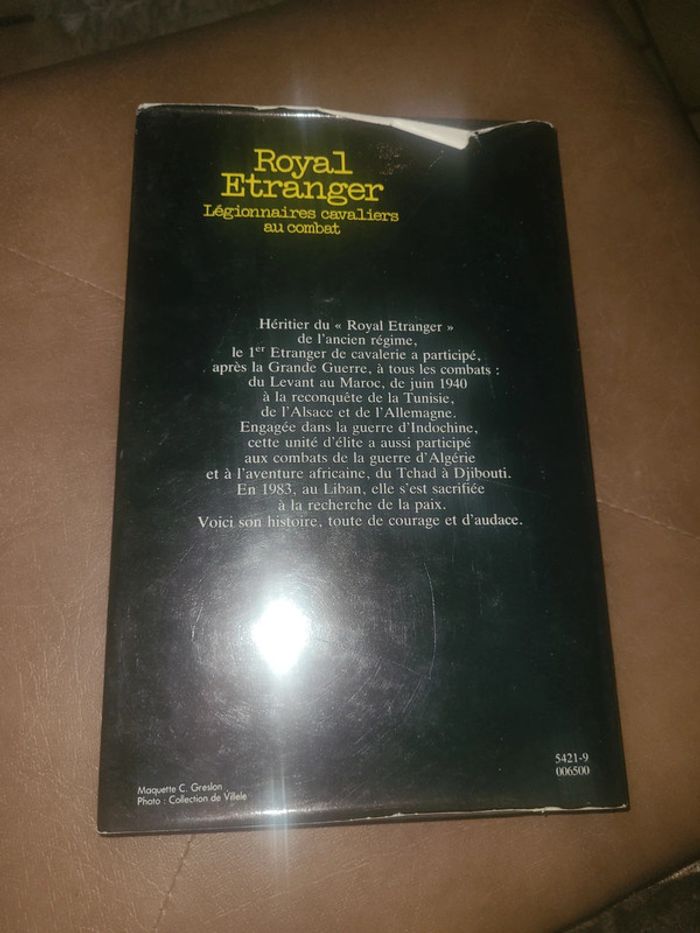 Royal
Etranger
Légionnaires cavaliers
au combat
Héritier du « Royal Etranger »
de l'ancien régime,
le 1er Etranger de cavalerie a participé,
après la Grande Guerre, à tous les combats :
du Levant au Maroc, de juin 1940
à la reconquête de la Tunisie,
de l'Alsace et de l'Allemagne.
Engagée dans la guerre d'Indochine,
cette unité d'élite a aussi participé
aux combats de la guerre d'Algérie
et à l'aventure africaine, du Tchad à Djibouti.
En 1983, au Liban, elle s'est sacrifiée
à la recherche de la paix.
Voici son histoire, toute de courage et d'audace.
5421-9
006500
Maquette C. Greslon
Photo : Collection de Villele